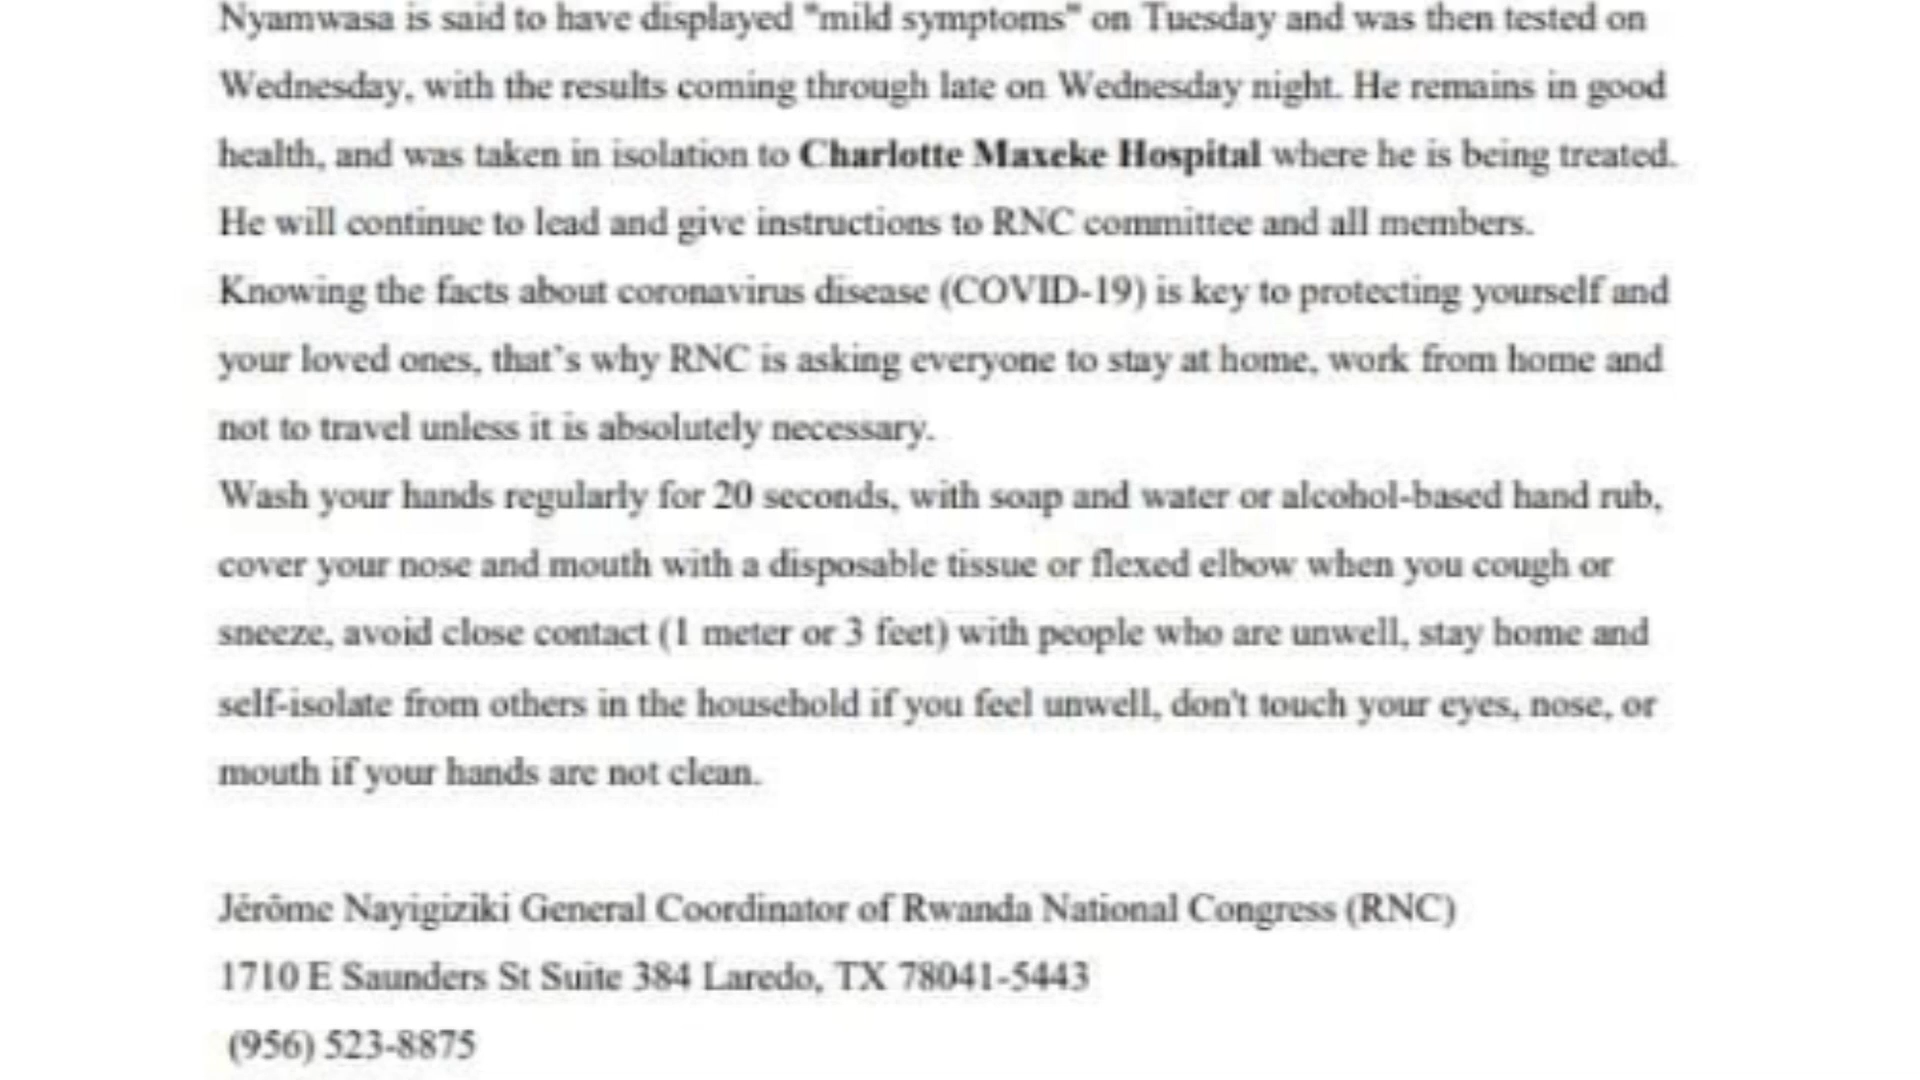 Nyamwasa is said to have displayed "mild symptoms" on Tuesday and was then tested on
Wednesday, with the results coming through late on Wednesday night. He remains in good
health, and was taken in isolation to Charlotte Maxeke Hospital where he is being treated.
He will continue to lead and give instructions to RNC committee and all members.
Knowing the facts about coronavirus disease (COVID-19) is key to protecting yourself and
your loved ones, that's why RNC is asking everyone to stay at home, work from home and
not to travel unless it is absolutely necessary.
Wash your hands regularly for 20 seconds, with soap and water or alcohol-based hand rub,
cover your nose and mouth with a disposable tissue or flexed elbow when you cough or
sneeze, avoid close contact (1 meter or 3 feet) with people who are unwell, stay home and
self-isolate from others in the household if you feel unwell, don't touch your eyes, nose, or
mouth if your hands are not clean.
Jérôme Nayigiziki General Coordinator of Rwanda National Congress (RNC)
1710 E Saunders St Suite 384 Laredo, TX 78041-5443
(956) 523-8875